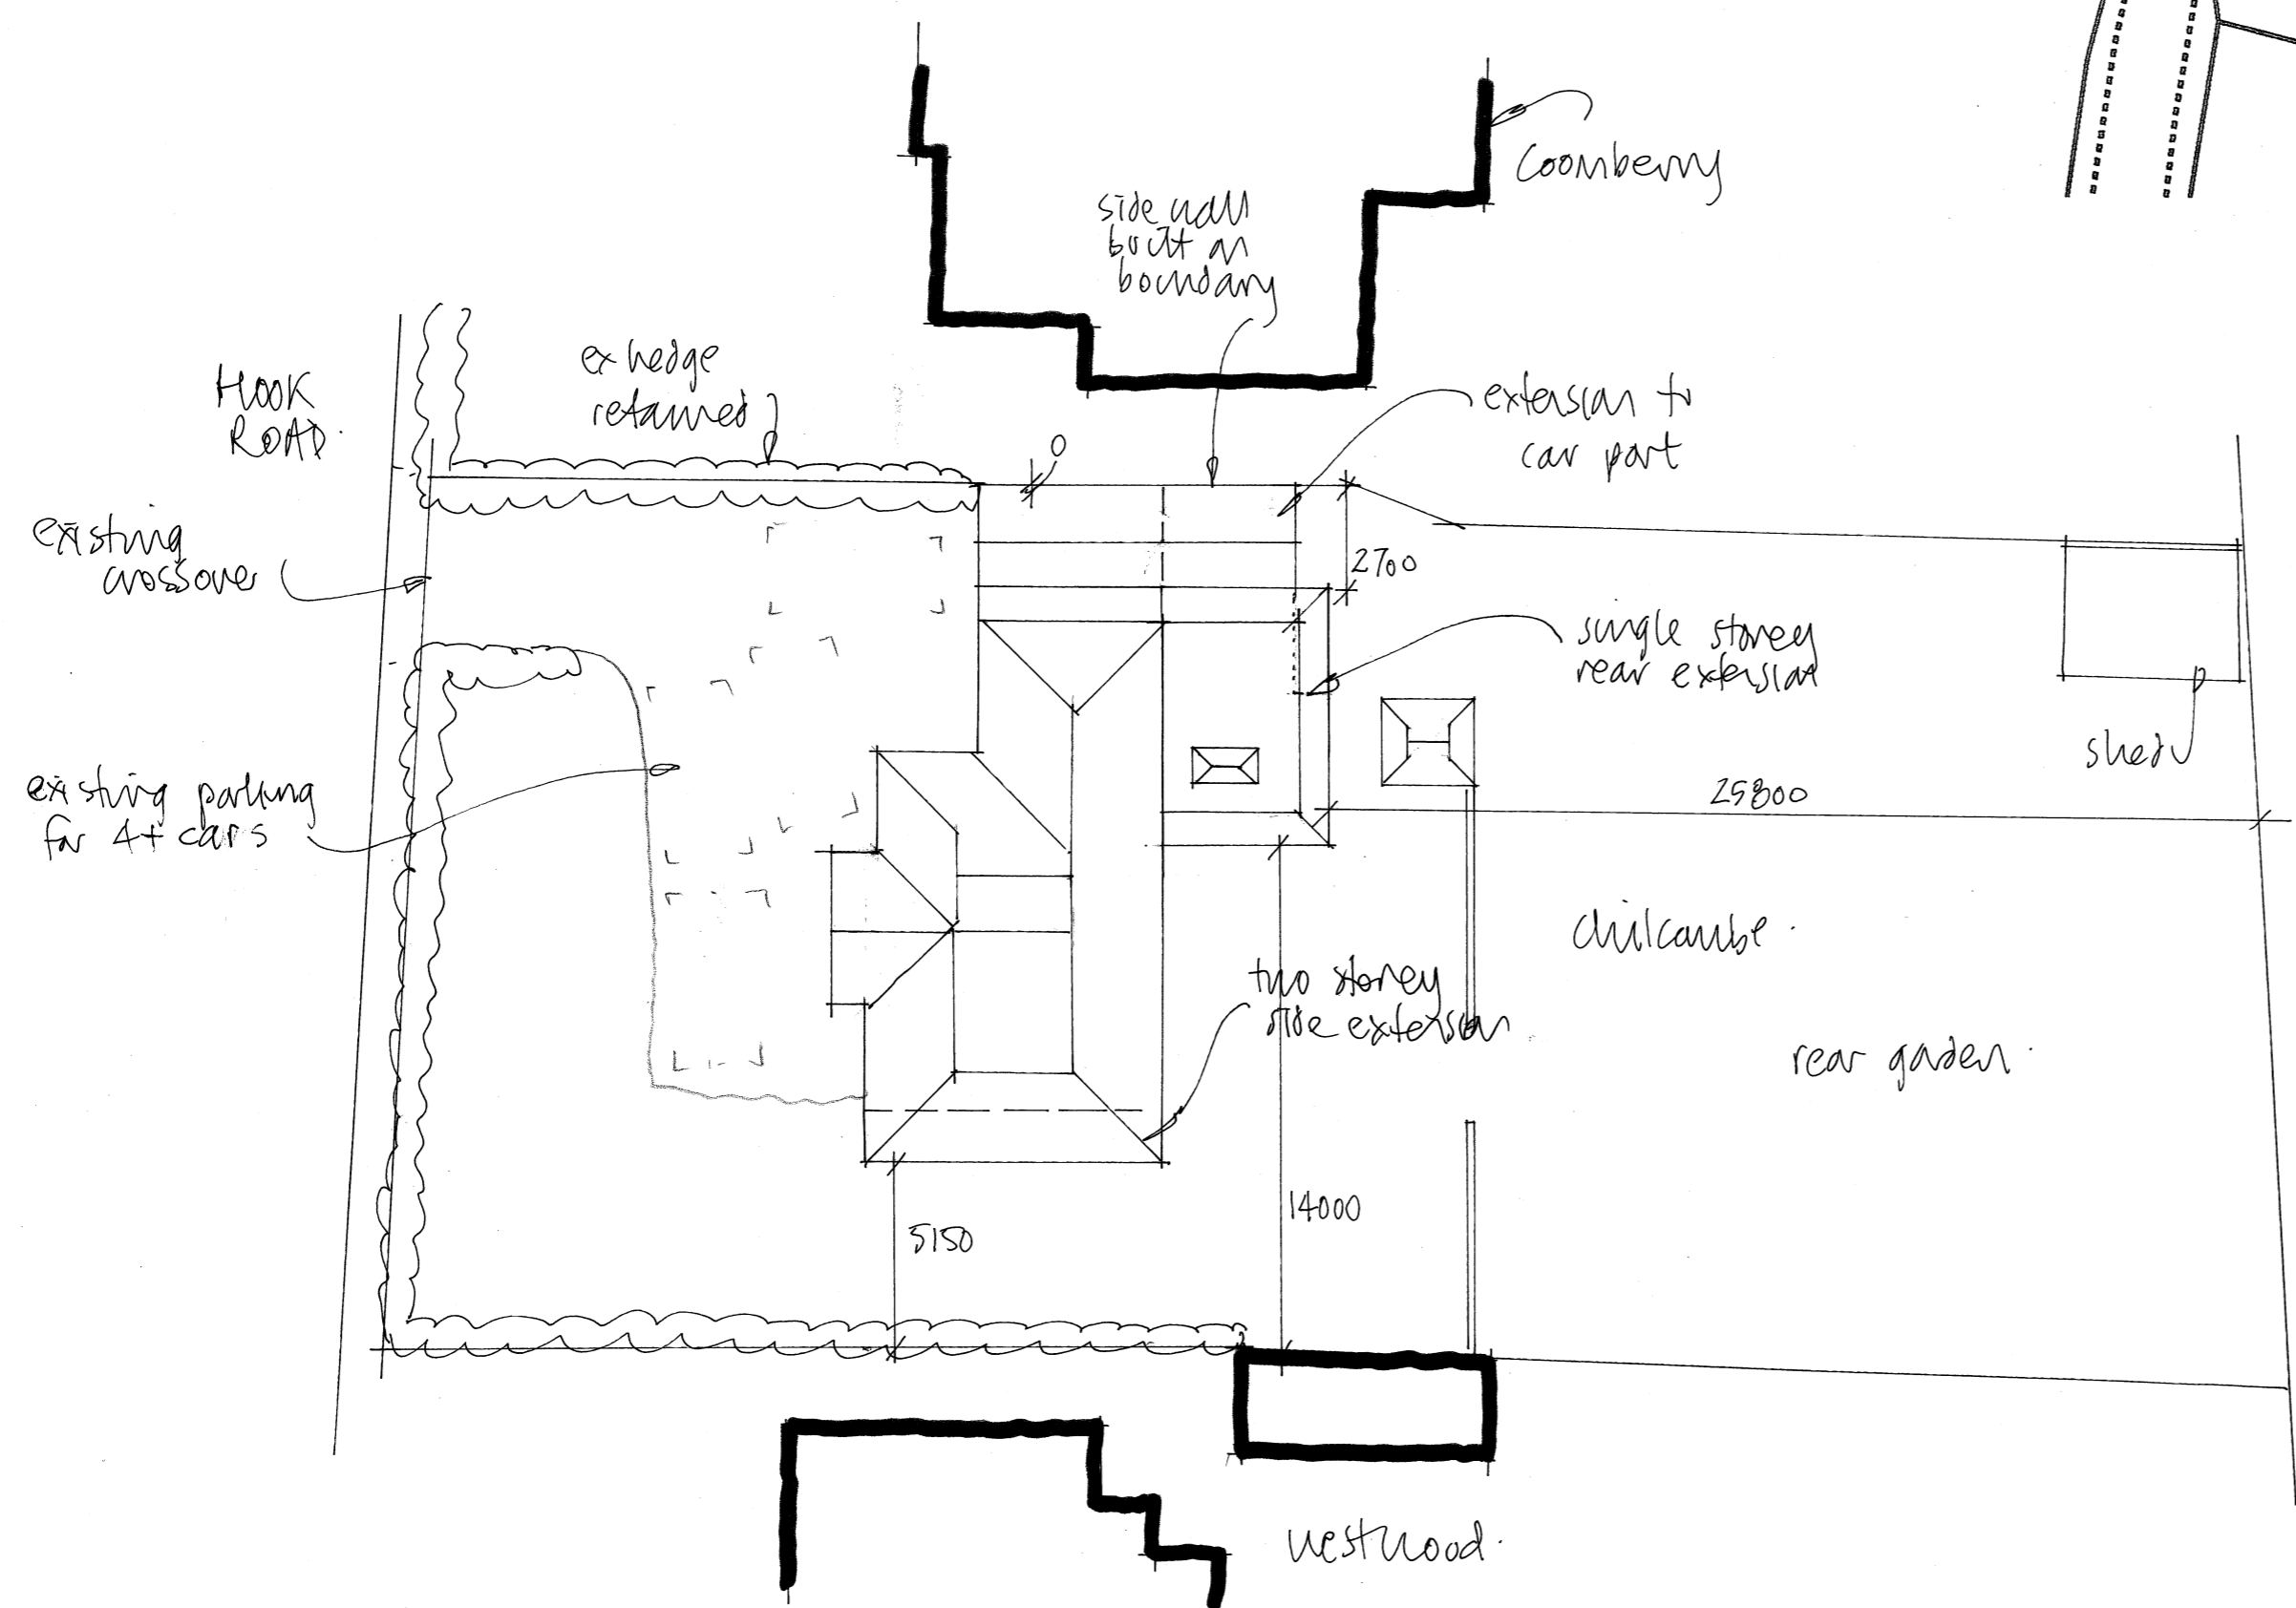 Coomberry
side wall
built on
boundary
HOOK
ROAD.
ex hedge
retained
extension to
car port
0
existing
crossover
2700
single storey
rear extension
shed
existing parking
for 4+ cars
25800
chilcombe.
two storey
side extension
rear garden.
14000
5150
westwood.